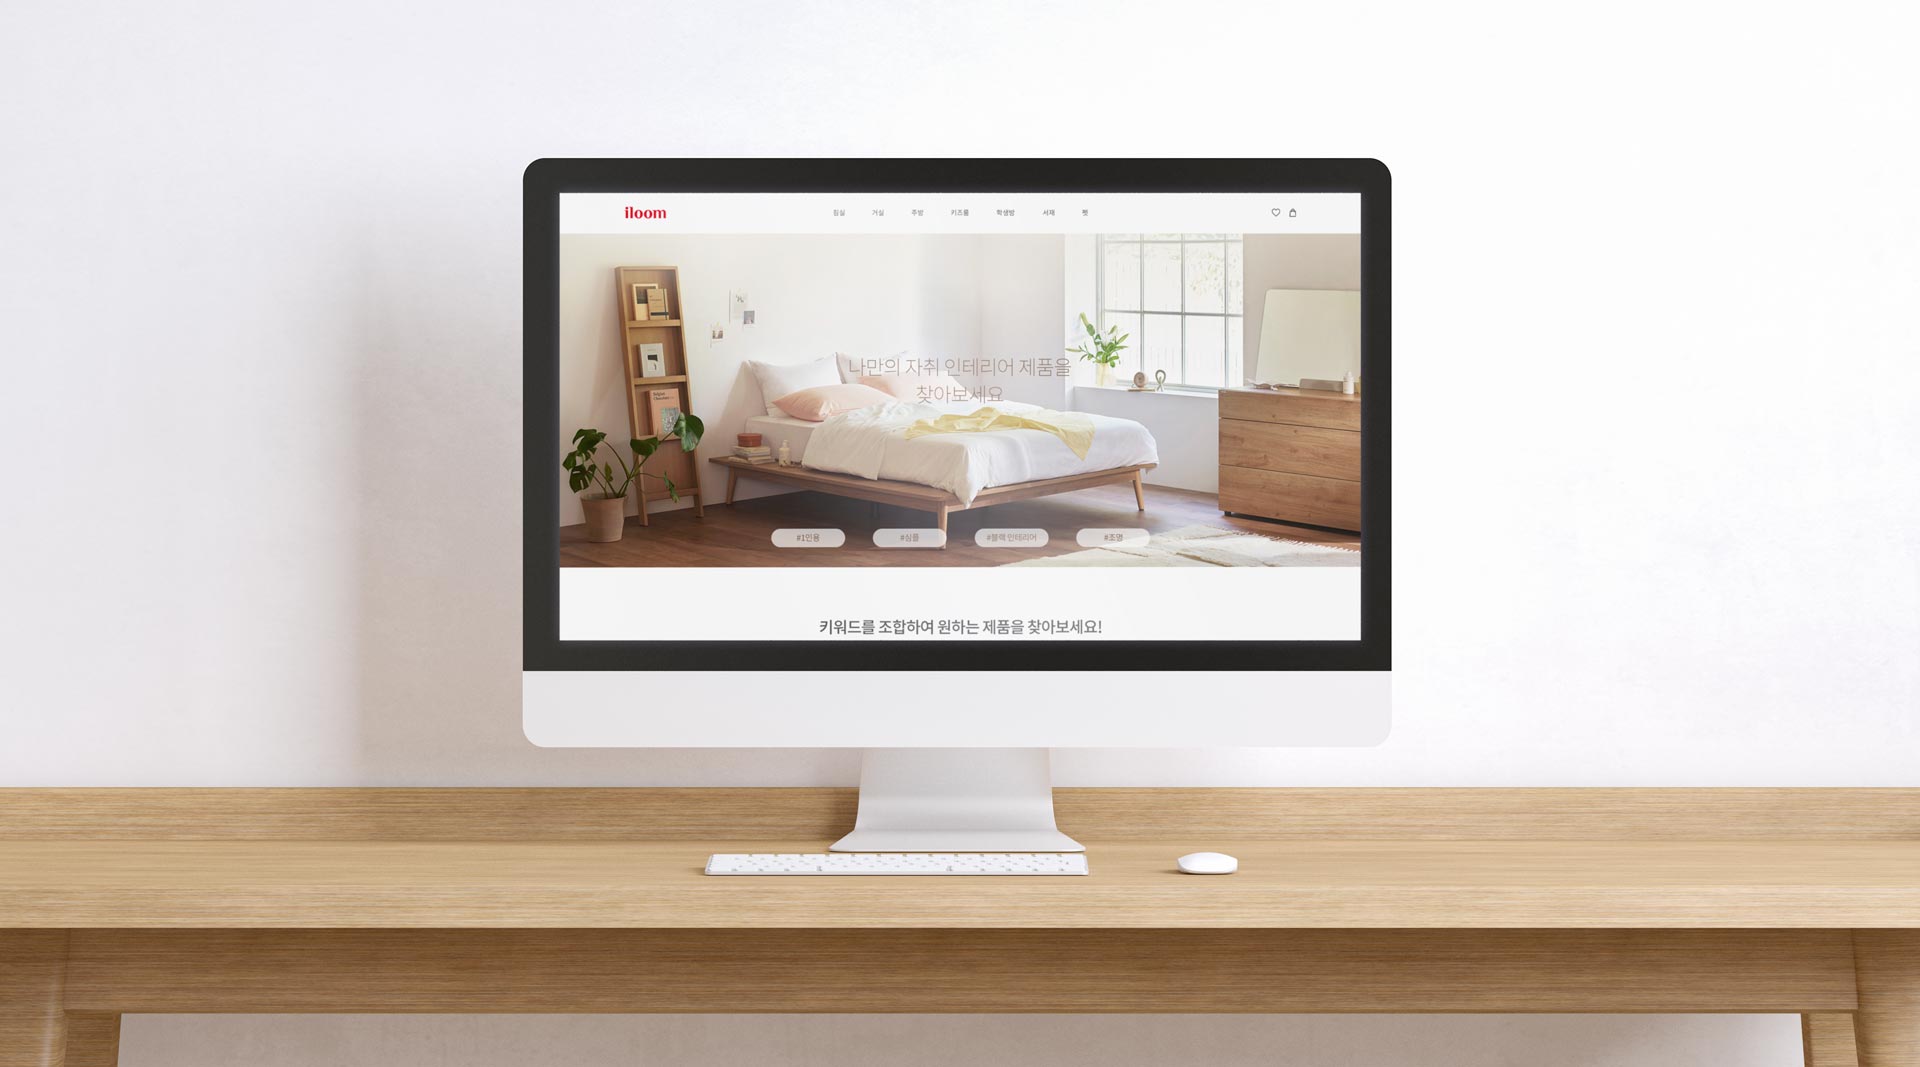 iloom
침실 거실 주방 키즈룸 학생방 서재 펫
나만의 자취 인테리어 제품을
찾아보세요
#1인용 #심플 #블랙 인테리어 #조명
키워드를 조합하여 원하는 제품을 찾아보세요!